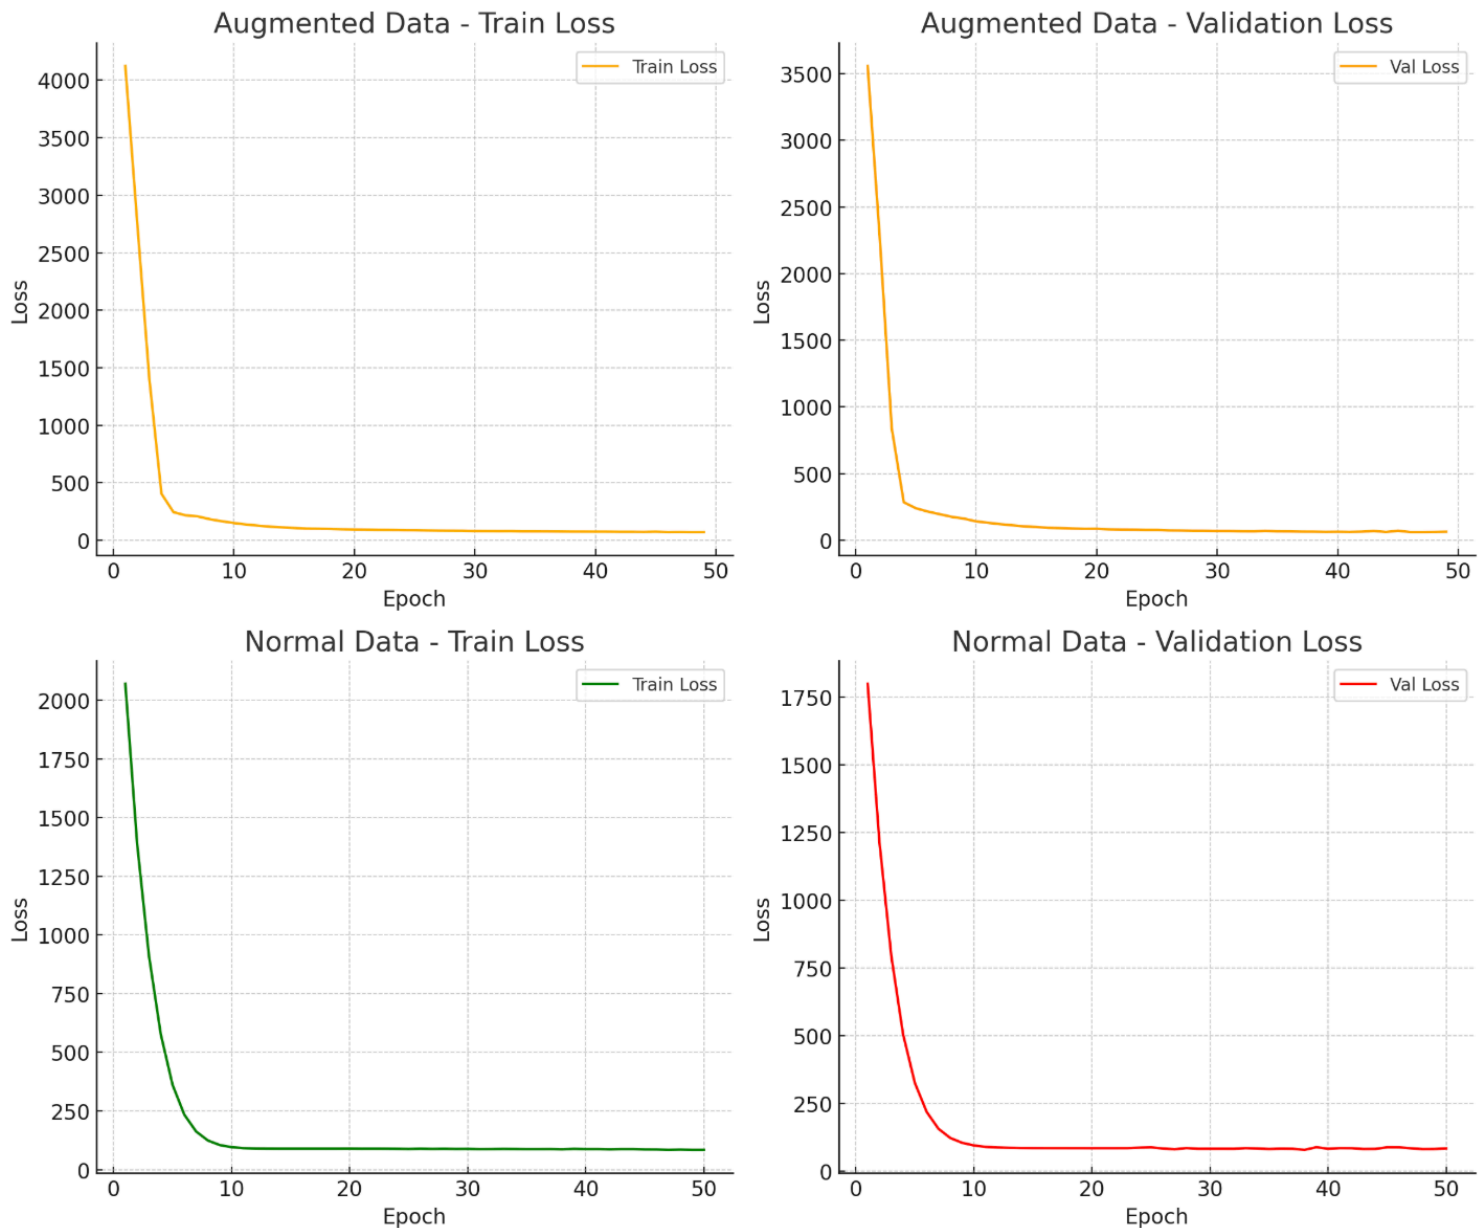 Augmented Data - Train Loss
Train Loss
4000
3500
3000
2500
2000
1500
1000
500
0
Loss
0 10 20 30 40 50
Epoch
Augmented Data - Validation Loss
Val Loss
3500
3000
2500
2000
1500
1000
500
0
Loss
0 10 20 30 40 50
Epoch
Normal Data - Train Loss
Train Loss
2000
1750
1500
1250
1000
750
500
250
0
Loss
0 10 20 30 40 50
Epoch
Normal Data - Validation Loss
Val Loss
1750
1500
1250
1000
750
500
250
0
Loss
0 10 20 30 40 50
Epoch